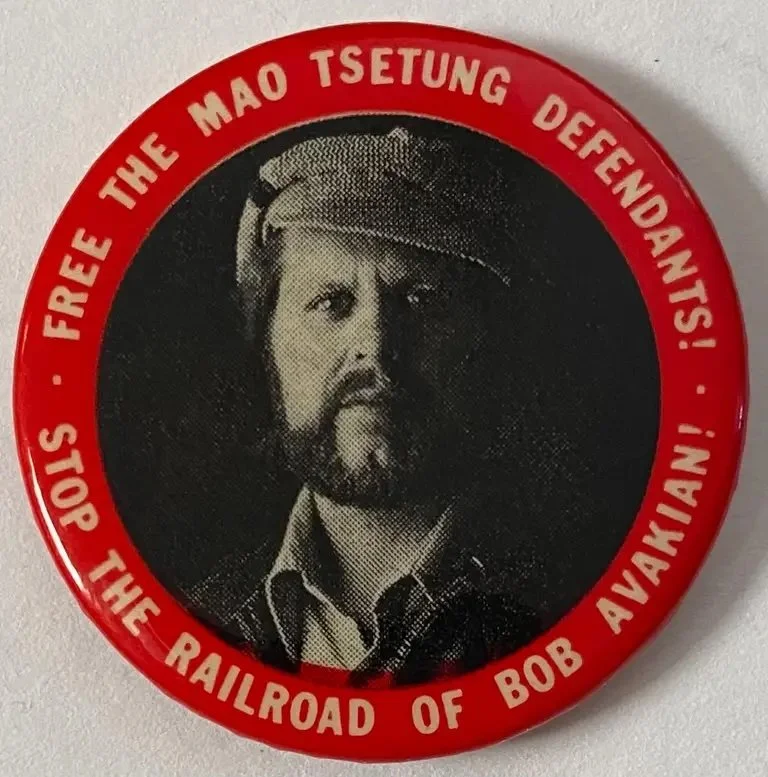 FREE THE MAO TSETUNG DEFENDANTS!
STOP THE RAILROAD OF BOB AVAKIAN!